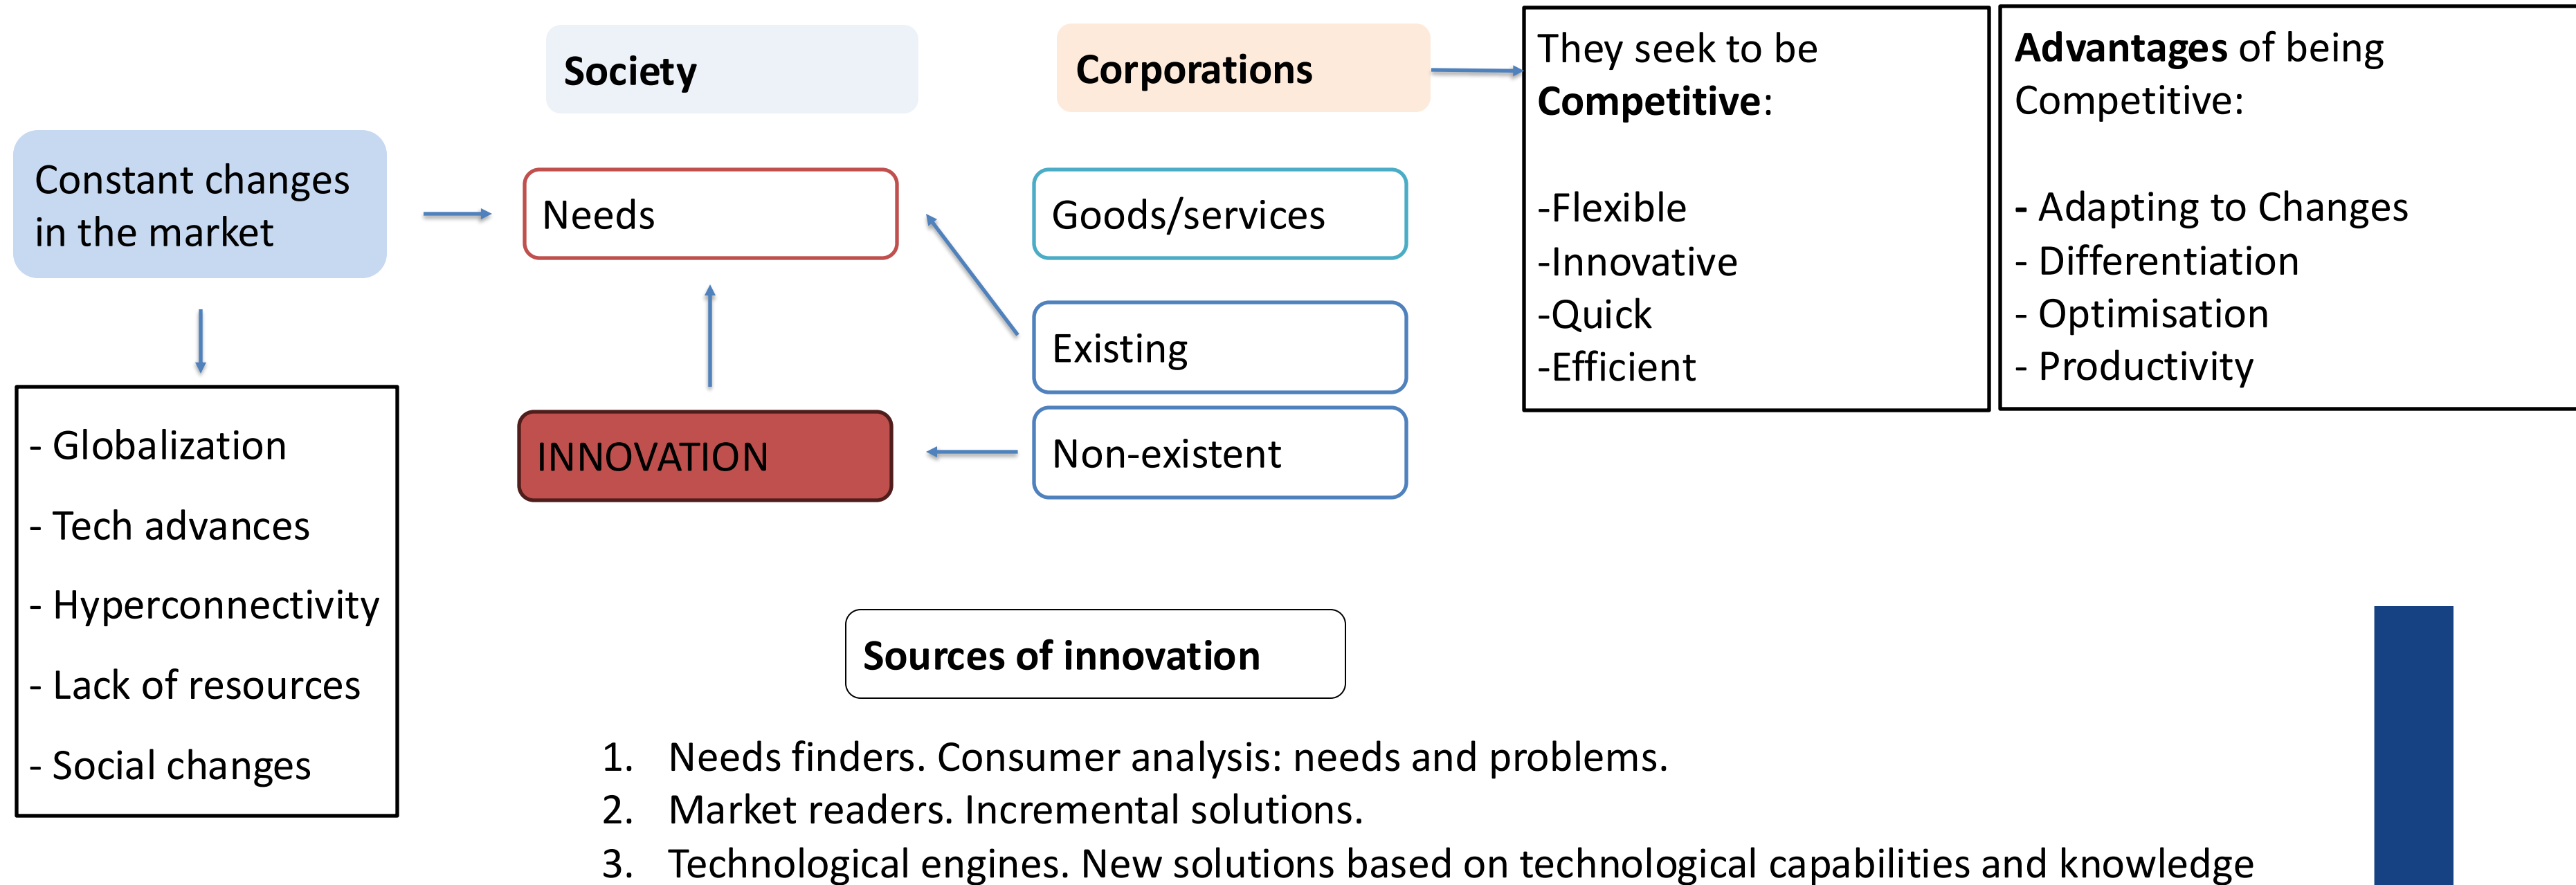 Society
Corporations
They seek to be
Competitive:
-Flexible
-Innovative
-Quick
-Efficient
Advantages of being
Competitive:
- Adapting to Changes
- Differentiation
- Optimisation
- Productivity
Constant changes
in the market
Needs
Goods/services
Existing
INNOVATION
Non-existent
- Globalization
- Tech advances
- Hyperconnectivity
- Lack of resources
- Social changes
Sources of innovation
1. Needs finders. Consumer analysis: needs and problems.
2. Market readers. Incremental solutions.
3. Technological engines. New solutions based on technological capabilities and knowledge